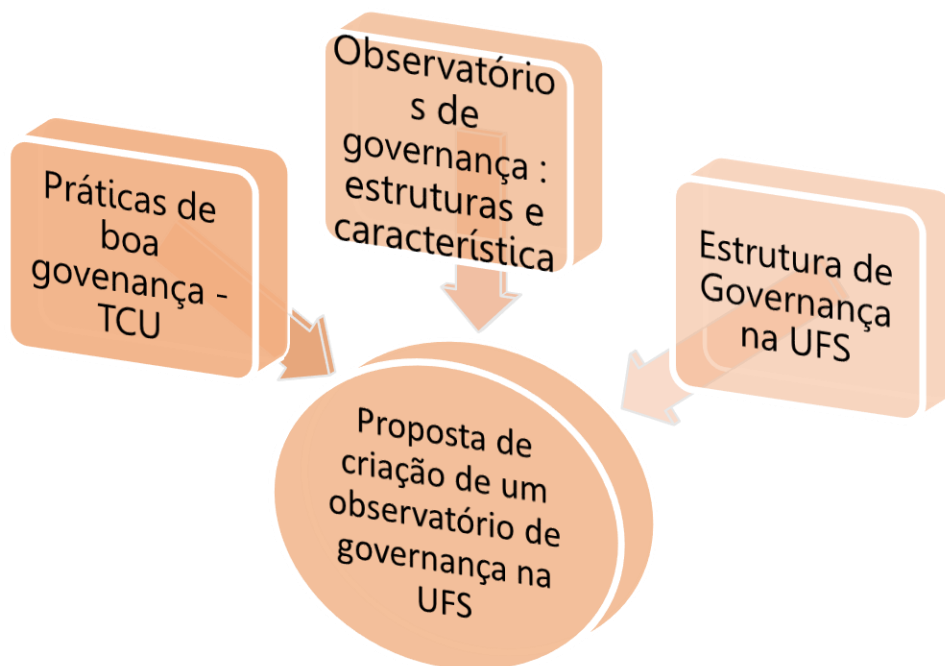 Práticas de
boa
govenança -
TCU
Observatório
s de
governança :
estruturas e
característica
Estrutura de
Governança
na UFS
Proposta de
criação de um
observatório de
governança na
UFS